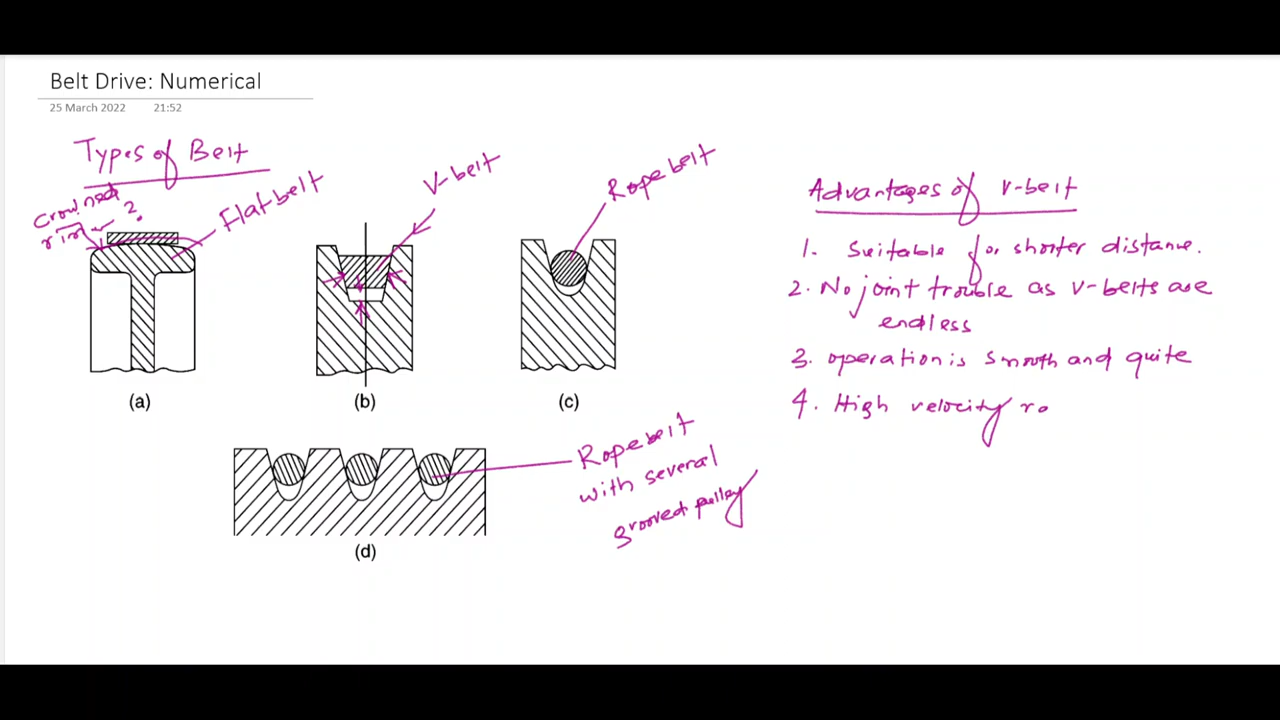 Belt Drive: Numerical
25 March 2022 21:52
Types of Belt
Crowned
rim
?
Flat belt
V-belt
Rope belt
(a)
(b)
(c)
Rope belt
with several
grooved pulley
(d)
Advantages of V-belt
1. Suitable for shorter distance.
2. No joint trouble as V-belts are
endless
3. operation is smooth and quite
4. High velocity ra